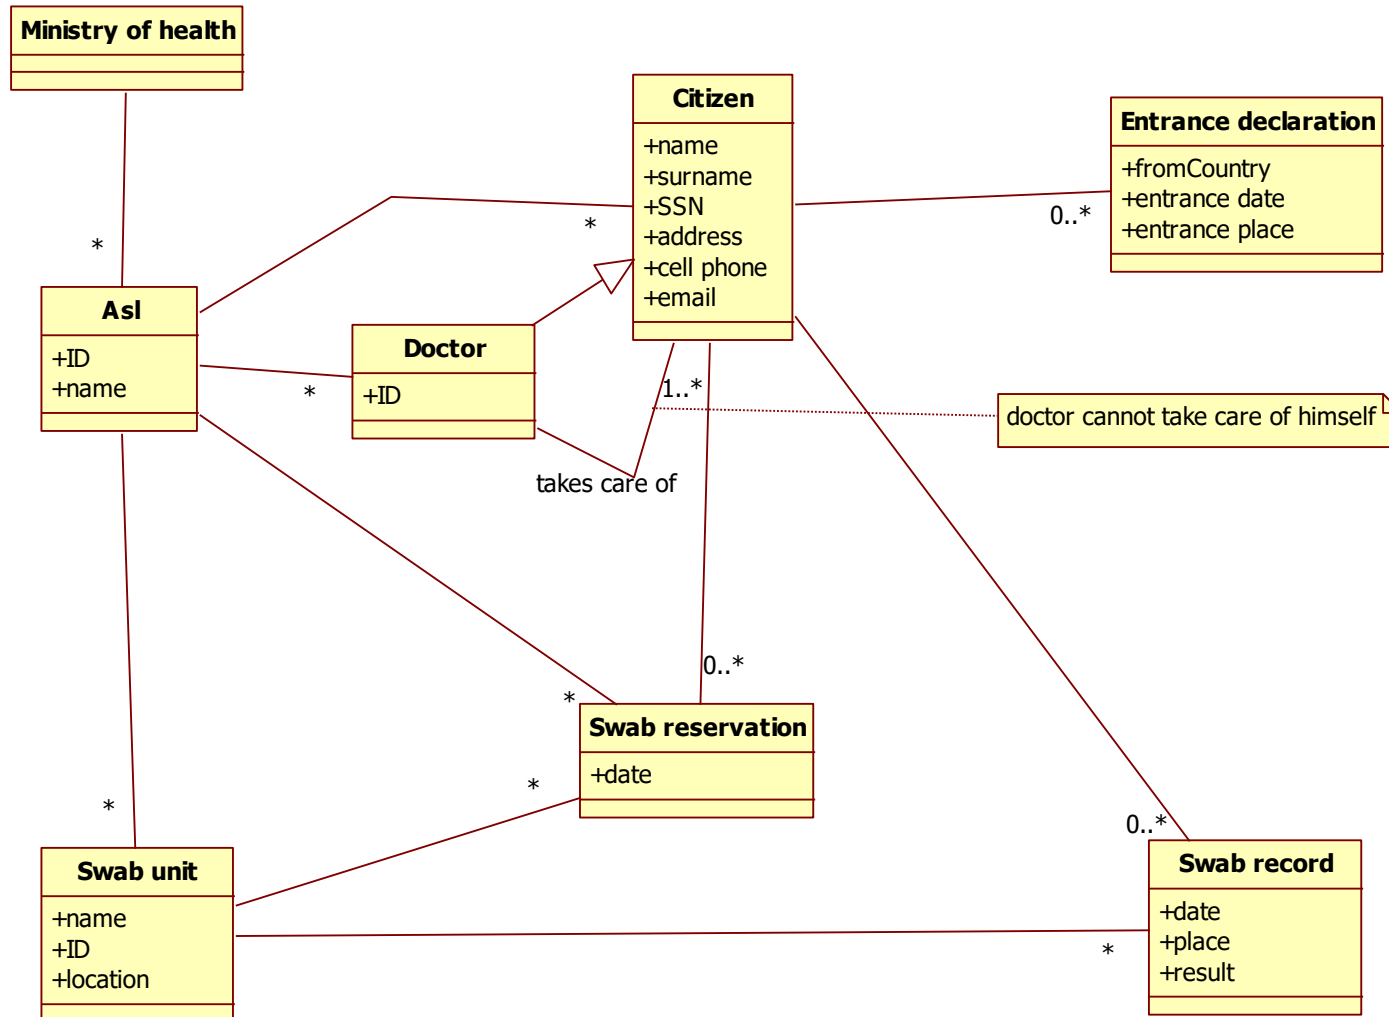 Ministry of health
*
Citizen
+name
+surname
+SSN
+address
+cell phone
+email
Entrance declaration
+fromCountry
+entrance date
+entrance place
0..*
*
Asl
+ID
+name
Doctor
+ID
*
1..*
takes care of
doctor cannot take care of himself
0..*
*
Swab reservation
+date
*
*
Swab unit
+name
+ID
+location
0..*
Swab record
+date
+place
+result
*